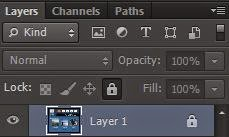 Layers Channels Paths
Kind
Normal Opacity: 100%
Lock: Fill: 100%
Layer 1